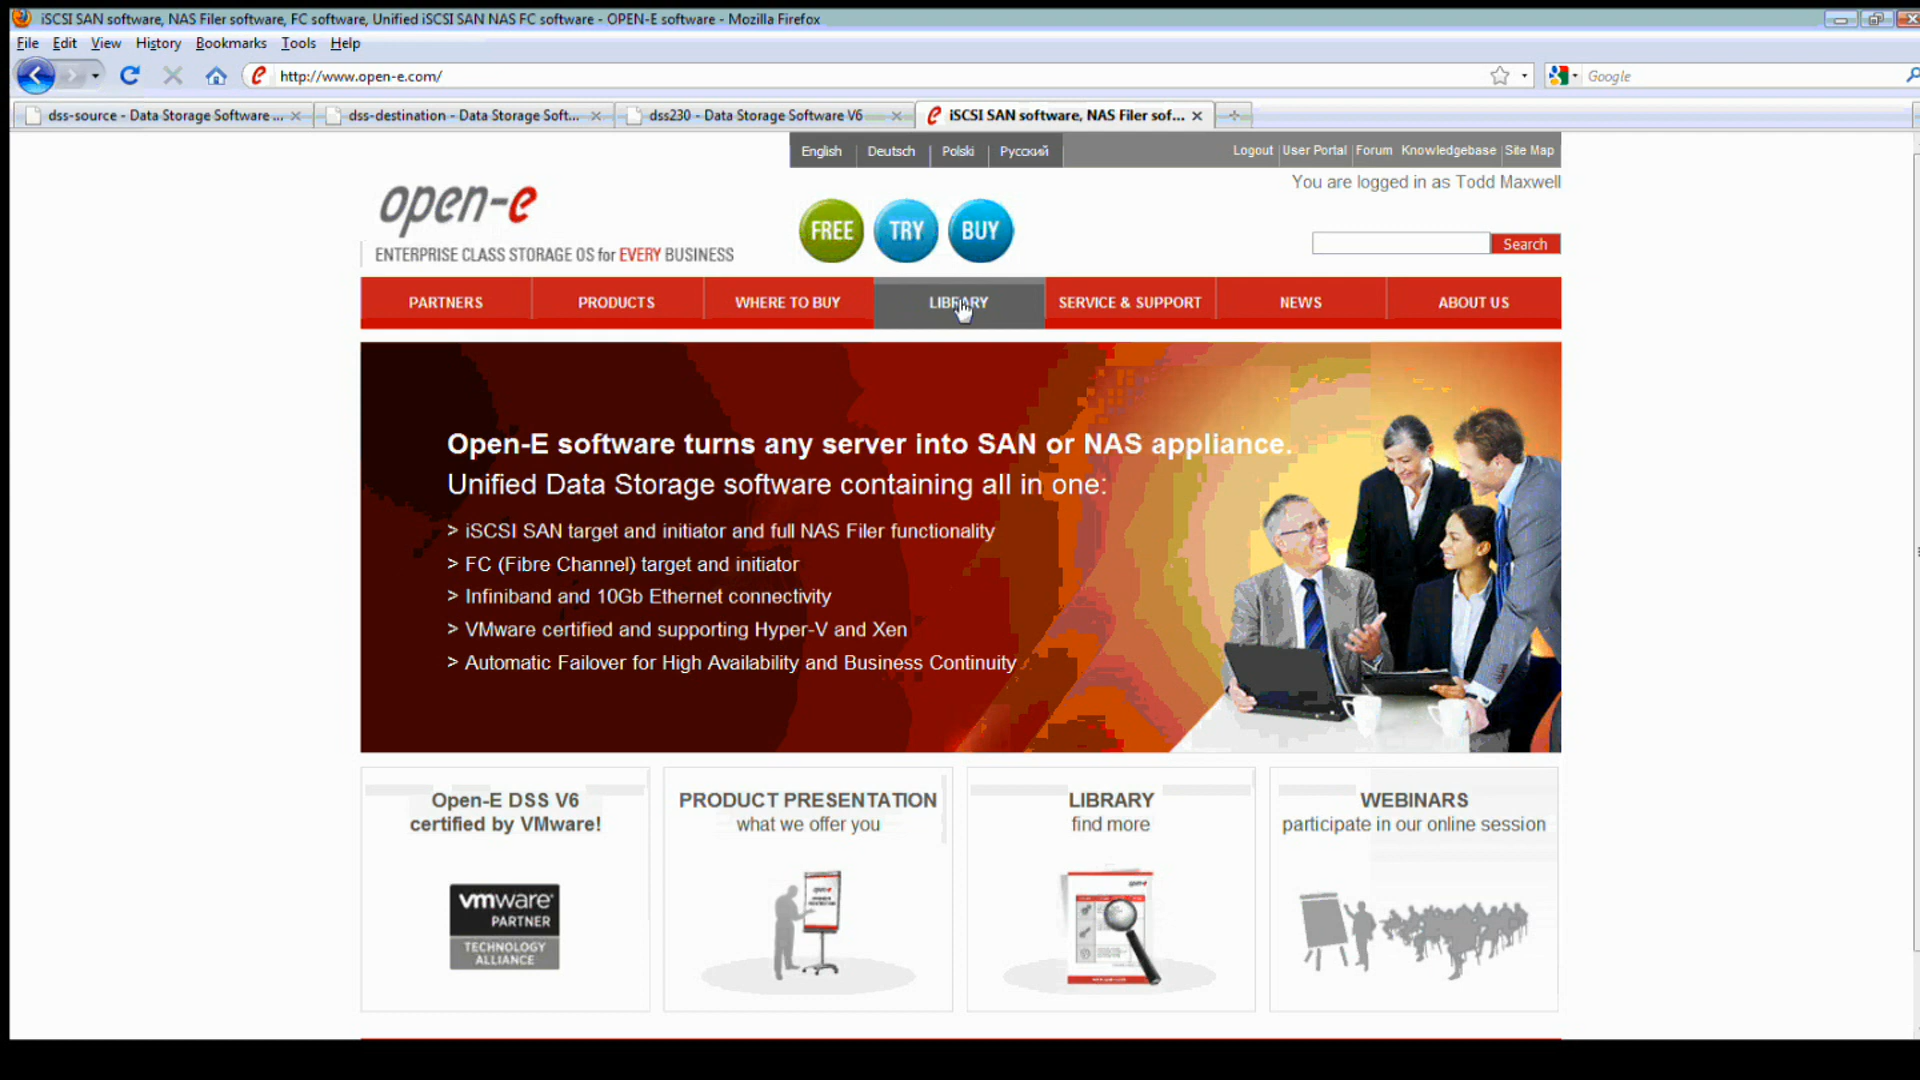 iSCSI SAN software, NAS Filer software, FC software, Unified iSCSI SAN NAS FC software - OPEN-E software - Mozilla Firefox
File Edit View History Bookmarks Tools Help
http://www.open-e.com/
Google
dss-source - Data Storage Software ...
dss-destination - Data Storage Soft...
dss230 - Data Storage Software V6
iSCSI SAN software, NAS Filer sof...
English Deutsch Polski Русский
Logout User Portal Forum Knowledgebase Site Map
You are logged in as Todd Maxwell
open-e
ENTERPRISE CLASS STORAGE OS for EVERY BUSINESS
FREE TRY BUY
Search
PARTNERS PRODUCTS WHERE TO BUY LIBRARY SERVICE & SUPPORT NEWS ABOUT US
Open-E software turns any server into SAN or NAS appliance.
Unified Data Storage software containing all in one:
> iSCSI SAN target and initiator and full NAS Filer functionality
> FC (Fibre Channel) target and initiator
> Infiniband and 10Gb Ethernet connectivity
> VMware certified and supporting Hyper-V and Xen
> Automatic Failover for High Availability and Business Continuity
Open-E DSS V6
certified by VMware!
vmware
PARTNER
TECHNOLOGY
ALLIANCE
PRODUCT PRESENTATION
what we offer you
LIBRARY
find more
WEBINARS
participate in our online session